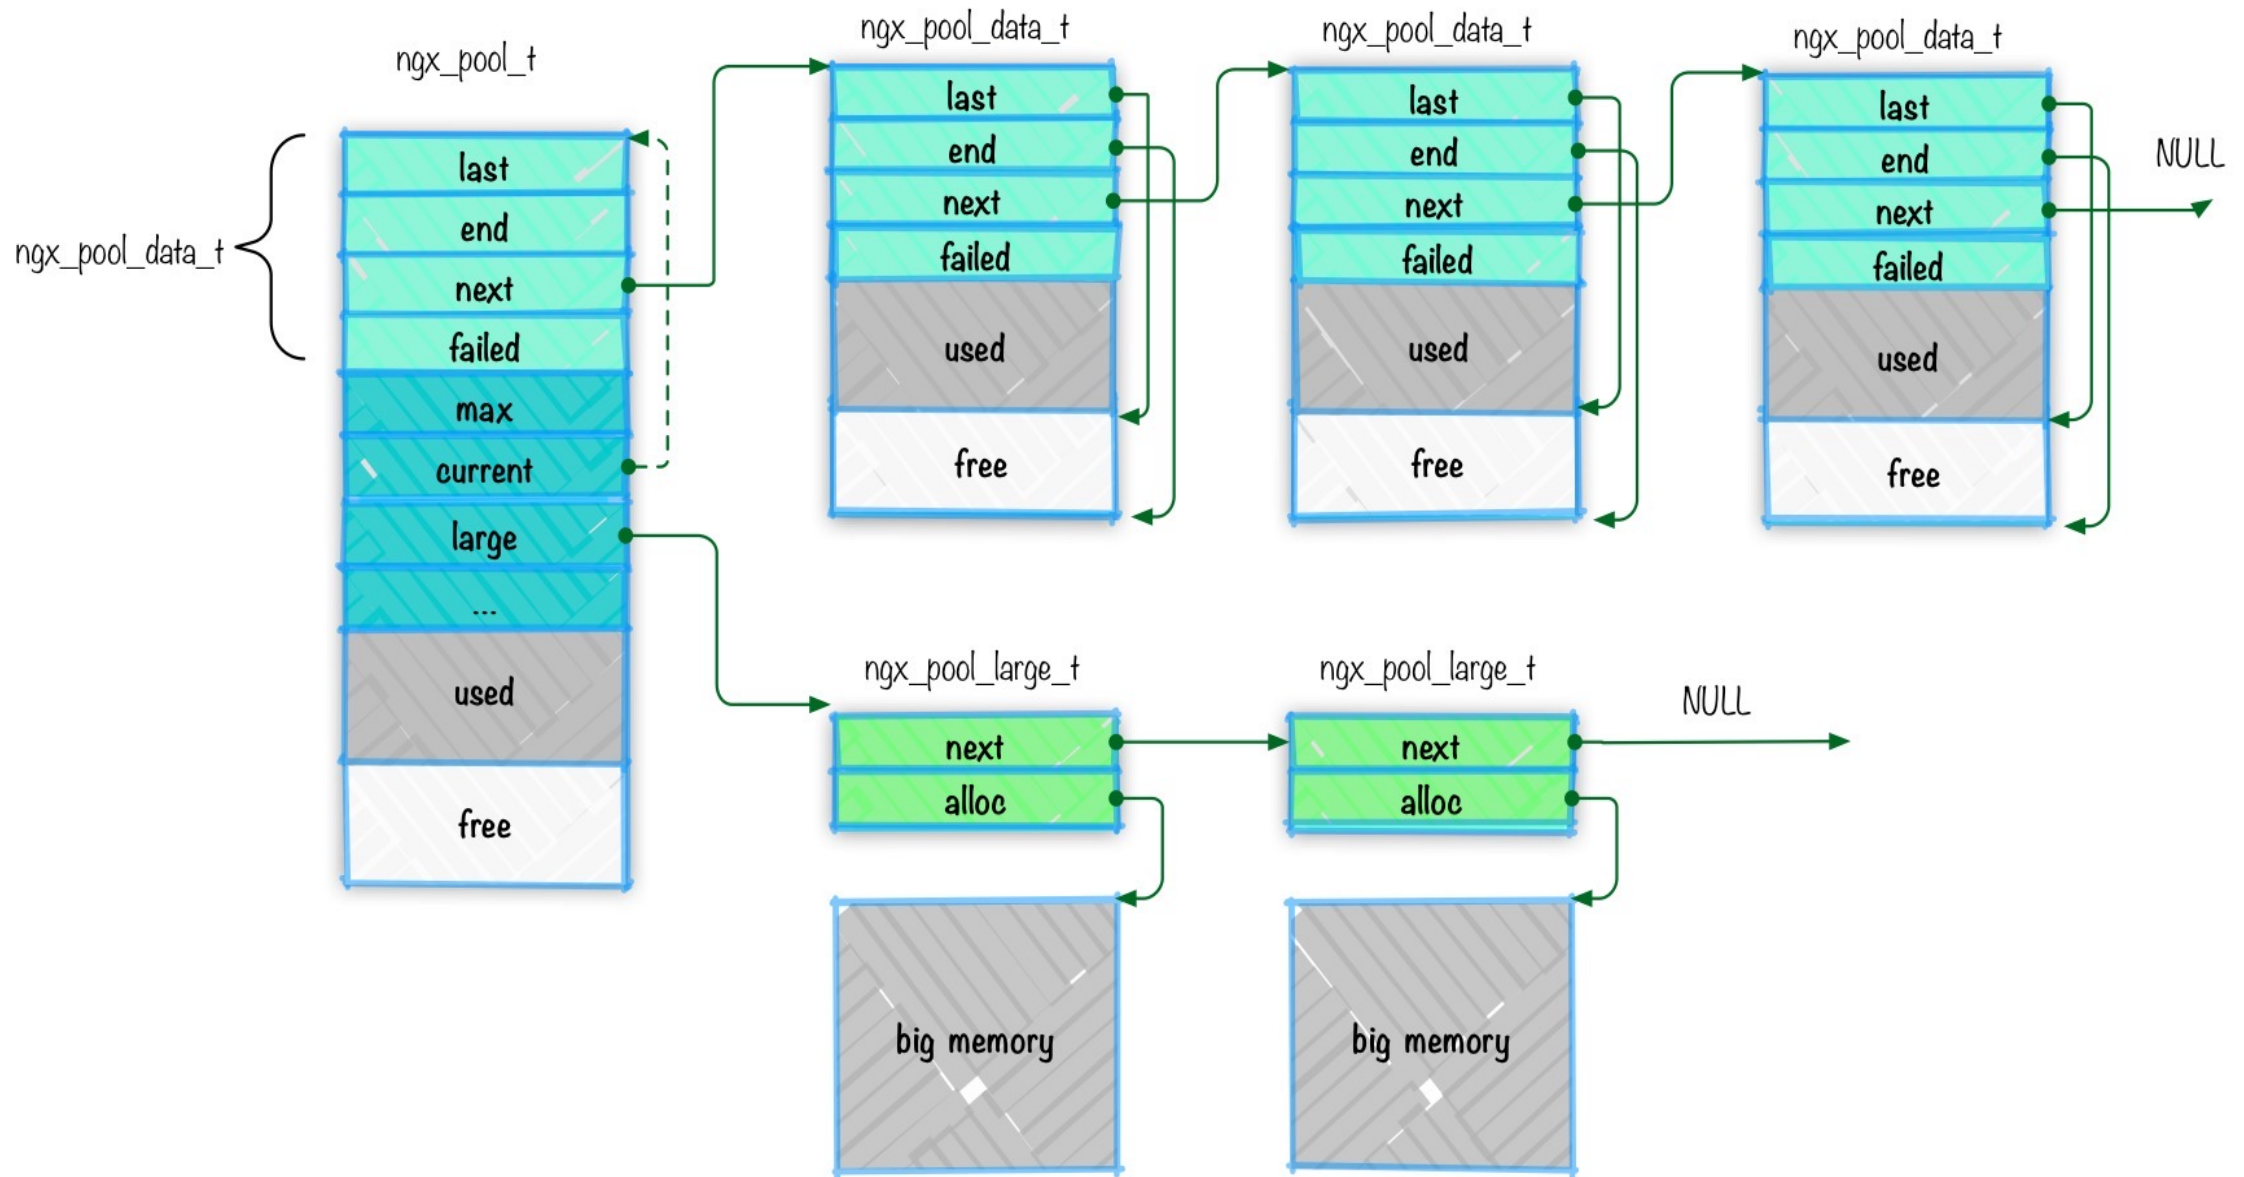 ngx_pool_t
ngx_pool_data_t
last
end
next
failed
max
current
large
...
used
free
ngx_pool_data_t
last
end
next
failed
used
free
ngx_pool_data_t
last
end
next
failed
used
free
ngx_pool_data_t
last
end
next
failed
used
free
NULL
ngx_pool_large_t
next
alloc
big memory
ngx_pool_large_t
next
alloc
big memory
NULL